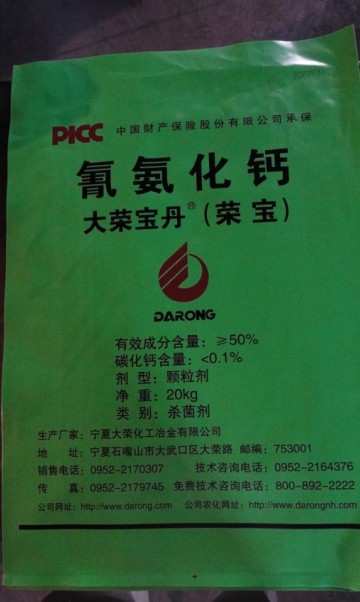 PICC 中国财产保险股份有限公司承保
氰氨化钙
大荣宝丹®(荣宝)
DARONG
有效成分含量：≥50%
碳化钙含量：<0.1%
剂 型：颗粒剂
净 重：20kg
类 别：杀菌剂
生产厂家：宁夏大荣化工冶金有限公司
地 址：宁夏石嘴山市大武口区大荣路 邮编：753001
销售电话：0952-2170307 技术咨询电话：0952-2164376
传 真：0952-2179745 免费技术咨询电话：800-892-2222
公司网址：http://www.darong.com 公司农化网址：http://www.darongnh.com